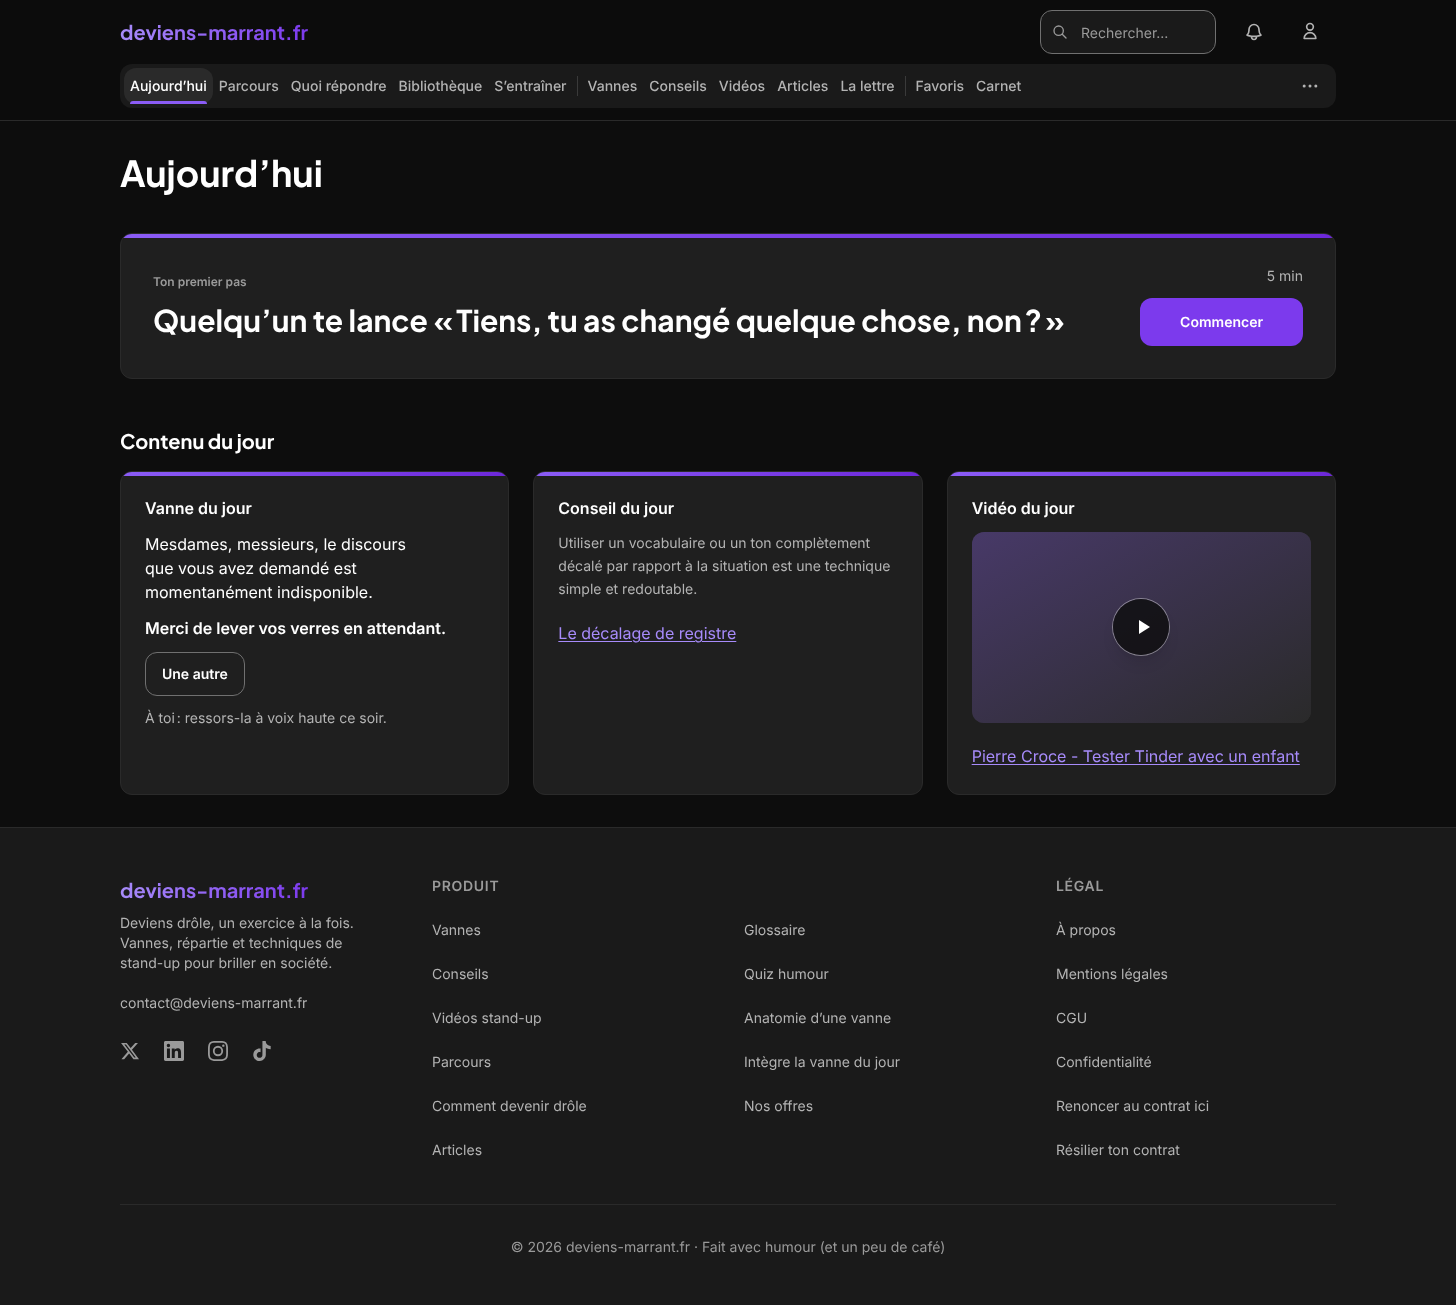 deviens-marrant.fr
Rechercher...
Aujourd’hui Parcours Quoi répondre Bibliothèque S’entraîner Vannes Conseils Vidéos Articles La lettre Favoris Carnet
Aujourd’hui
Ton premier pas
5 min
Quelqu’un te lance « Tiens, tu as changé quelque chose, non ? »
Commencer
Contenu du jour
Vanne du jour
Mesdames, messieurs, le discours
que vous avez demandé est
momentanément indisponible.
Merci de lever vos verres en attendant.
Une autre
À toi : ressors-la à voix haute ce soir.
Conseil du jour
Utiliser un vocabulaire ou un ton complètement
décalé par rapport à la situation est une technique
simple et redoutable.
Le décalage de registre
Vidéo du jour
Pierre Croce - Tester Tinder avec un enfant
deviens-marrant.fr
Deviens drôle, un exercice à la fois.
Vannes, répartie et techniques de
stand-up pour briller en société.
contact@deviens-marrant.fr
PRODUIT
Vannes
Conseils
Vidéos stand-up
Parcours
Comment devenir drôle
Articles
Glossaire
Quiz humour
Anatomie d’une vanne
Intègre la vanne du jour
Nos offres
LÉGAL
À propos
Mentions légales
CGU
Confidentialité
Renoncer au contrat ici
Résilier ton contrat
© 2026 deviens-marrant.fr · Fait avec humour (et un peu de café)